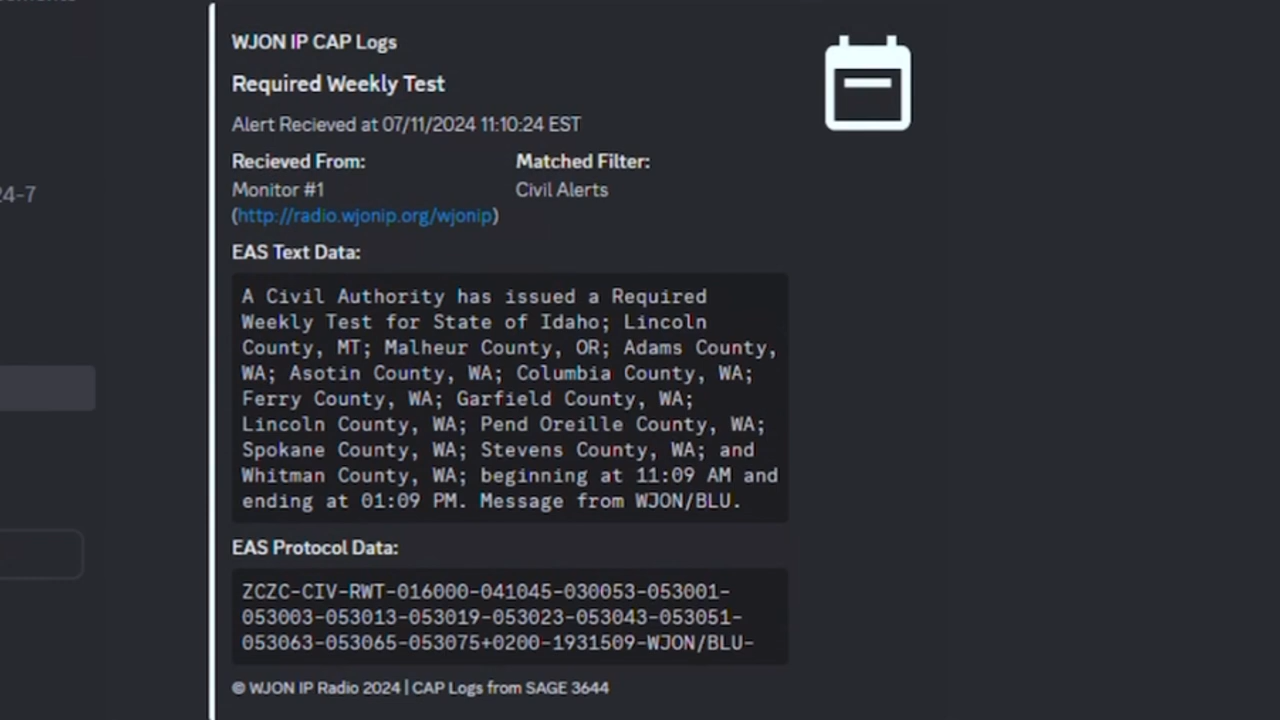 WJON IP CAP Logs
Required Weekly Test
Alert Recieved at 07/11/2024 11:10:24 EST
Recieved From:
Matched Filter:
Monitor #1
Civil Alerts
(http://radio.wjonip.org/wjonip)
24-7
EAS Text Data:
A Civil Authority has issued a Required
Weekly Test for State of Idaho; Lincoln
County, MT; Malheur County, OR; Adams County,
WA; Asotin County, WA; Columbia County, WA;
Ferry County, WA; Garfield County, WA;
Lincoln County, WA; Pend Oreille County, WA;
Spokane County, WA; Stevens County, WA; and
Whitman County, WA; beginning at 11:09 AM and
ending at 01:09 PM. Message from WJON/BLU.
EAS Protocol Data:
ZCZC-CIV-RWT-016000-041045-030053-053001-
053003-053013-053019-053023-053043-053051-
053063-053065-053075+0200-1931509-WJON/BLU-
© WJON IP Radio 2024 | CAP Logs from SAGE 3644